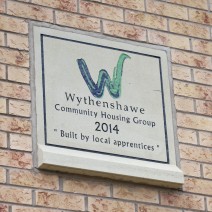 W
Wythenshawe
Community Housing Group
2014
" Built by local apprentices "